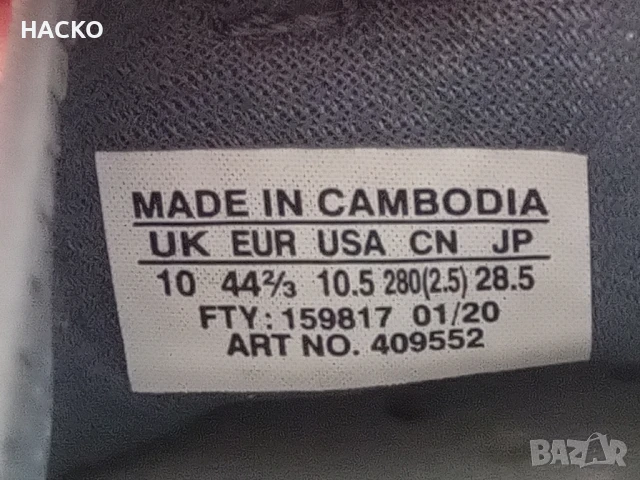 HACKO
MADE IN CAMBODIA
UK EUR USA CN JP
10 44⅔ 10.5 280(2.5) 28.5
FTY: 159817 01/20
ART NO. 409552
BAZAR